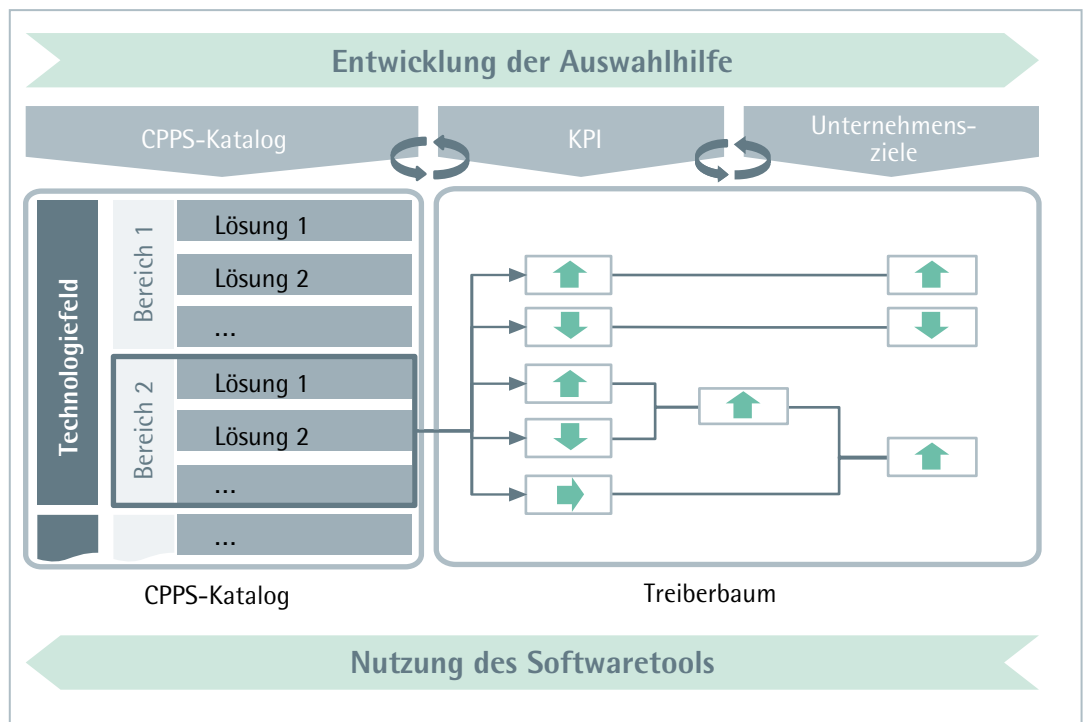 Entwicklung der Auswahlhilfe
CPPS-Katalog
KPI
Unternehmens-
ziele
Technologiefeld
Bereich 1
Lösung 1
Lösung 2
...
Bereich 2
Lösung 1
Lösung 2
...
...
CPPS-Katalog
Treiberbaum
Nutzung des Softwaretools